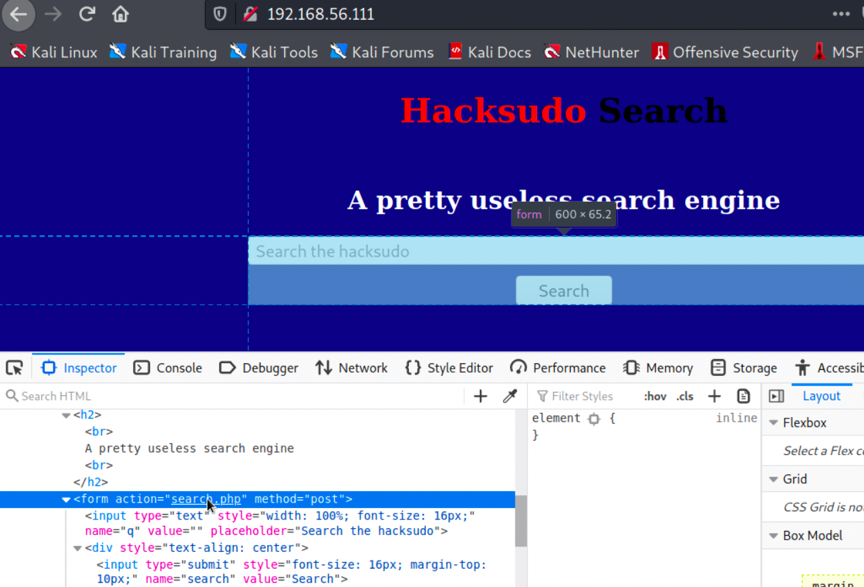 192.168.56.111
Kali Linux Kali Training Kali Tools Kali Forums Kali Docs NetHunter Offensive Security MSF
Hacksudo Search
A pretty useless search engine
form 600 × 65.2
Search the hacksudo
Search
Inspector Console Debugger Network Style Editor Performance Memory Storage Accessib
Search HTML
Filter Styles :hov .cls Layout
<h2>
<br>
A pretty useless search engine
<br>
</h2>
<form action="search.php" method="post">
<input type="text" style="width: 100%; font-size: 16px;"
name="q" value="" placeholder="Search the hacksudo">
<div style="text-align: center">
<input type="submit" style="font-size: 16px; margin-top:
10px;" name="search" value="Search">
element { inline
}
Flexbox
Select a Flex c
Grid
CSS Grid is no
Box Model
margin